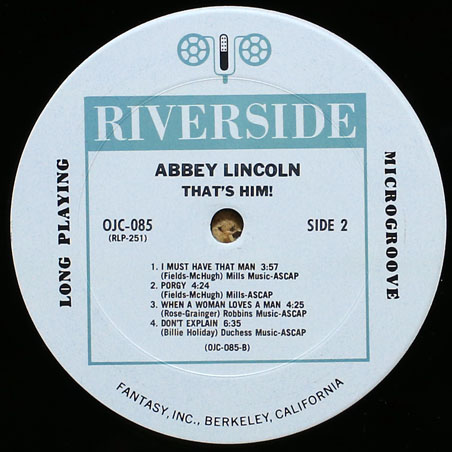 RIVERSIDE
ABBEY LINCOLN
THAT'S HIM!
OJC-085
(RLP-251)
SIDE 2
LONG PLAYING
MICROGROOVE
1. I MUST HAVE THAT MAN 3:57
(Fields-McHugh) Mills Music-ASCAP
2. PORGY 4:24
(Fields-McHugh) Mills-ASCAP
3. WHEN A WOMAN LOVES A MAN 4:25
(Rose-Grainger) Robbins Music-ASCAP
4. DON'T EXPLAIN 6:35
(Billie Holiday) Duchess Music-ASCAP
(OJC-085-B)
FANTASY, INC., BERKELEY, CALIFORNIA